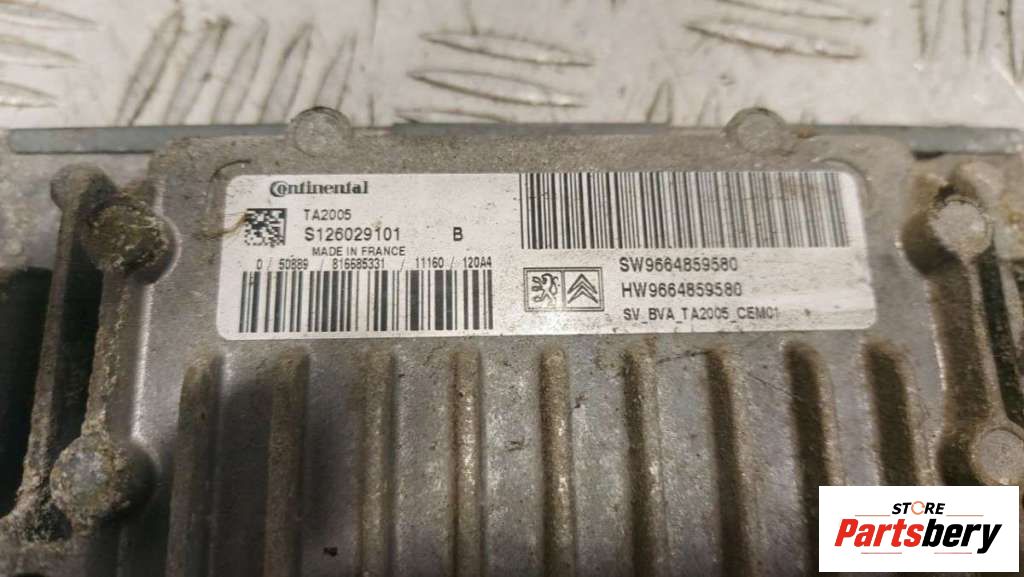 Continental
TA2005
S126029101 B
MADE IN FRANCE
0 / 50889 / 816685331 / 11160 / 120A4
SW9664859580
HW9664859580
SV_BVA_TA2005_CEM01
STORE
Partsbery